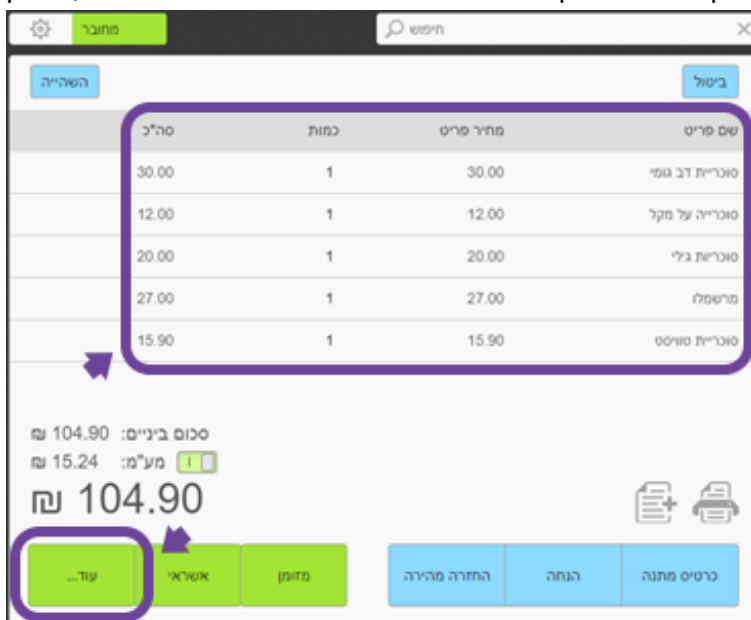 מחובר
חיפוש
ביטול
השהייה
שם פריט מחיר פריט כמות סה"כ
סוכריית דב גומי 30.00 1 30.00
סוכרייה על מקל 12.00 1 12.00
סוכריות ג'לי 20.00 1 20.00
מרשמלו 27.00 1 27.00
סוכריית טוויסט 15.90 1 15.90
סכום ביניים: 104.90 ₪
מע"מ: 15.24 ₪
104.90 ₪
כרטיס מתנה הנחה החזרה מהירה מזומן אשראי עוד...